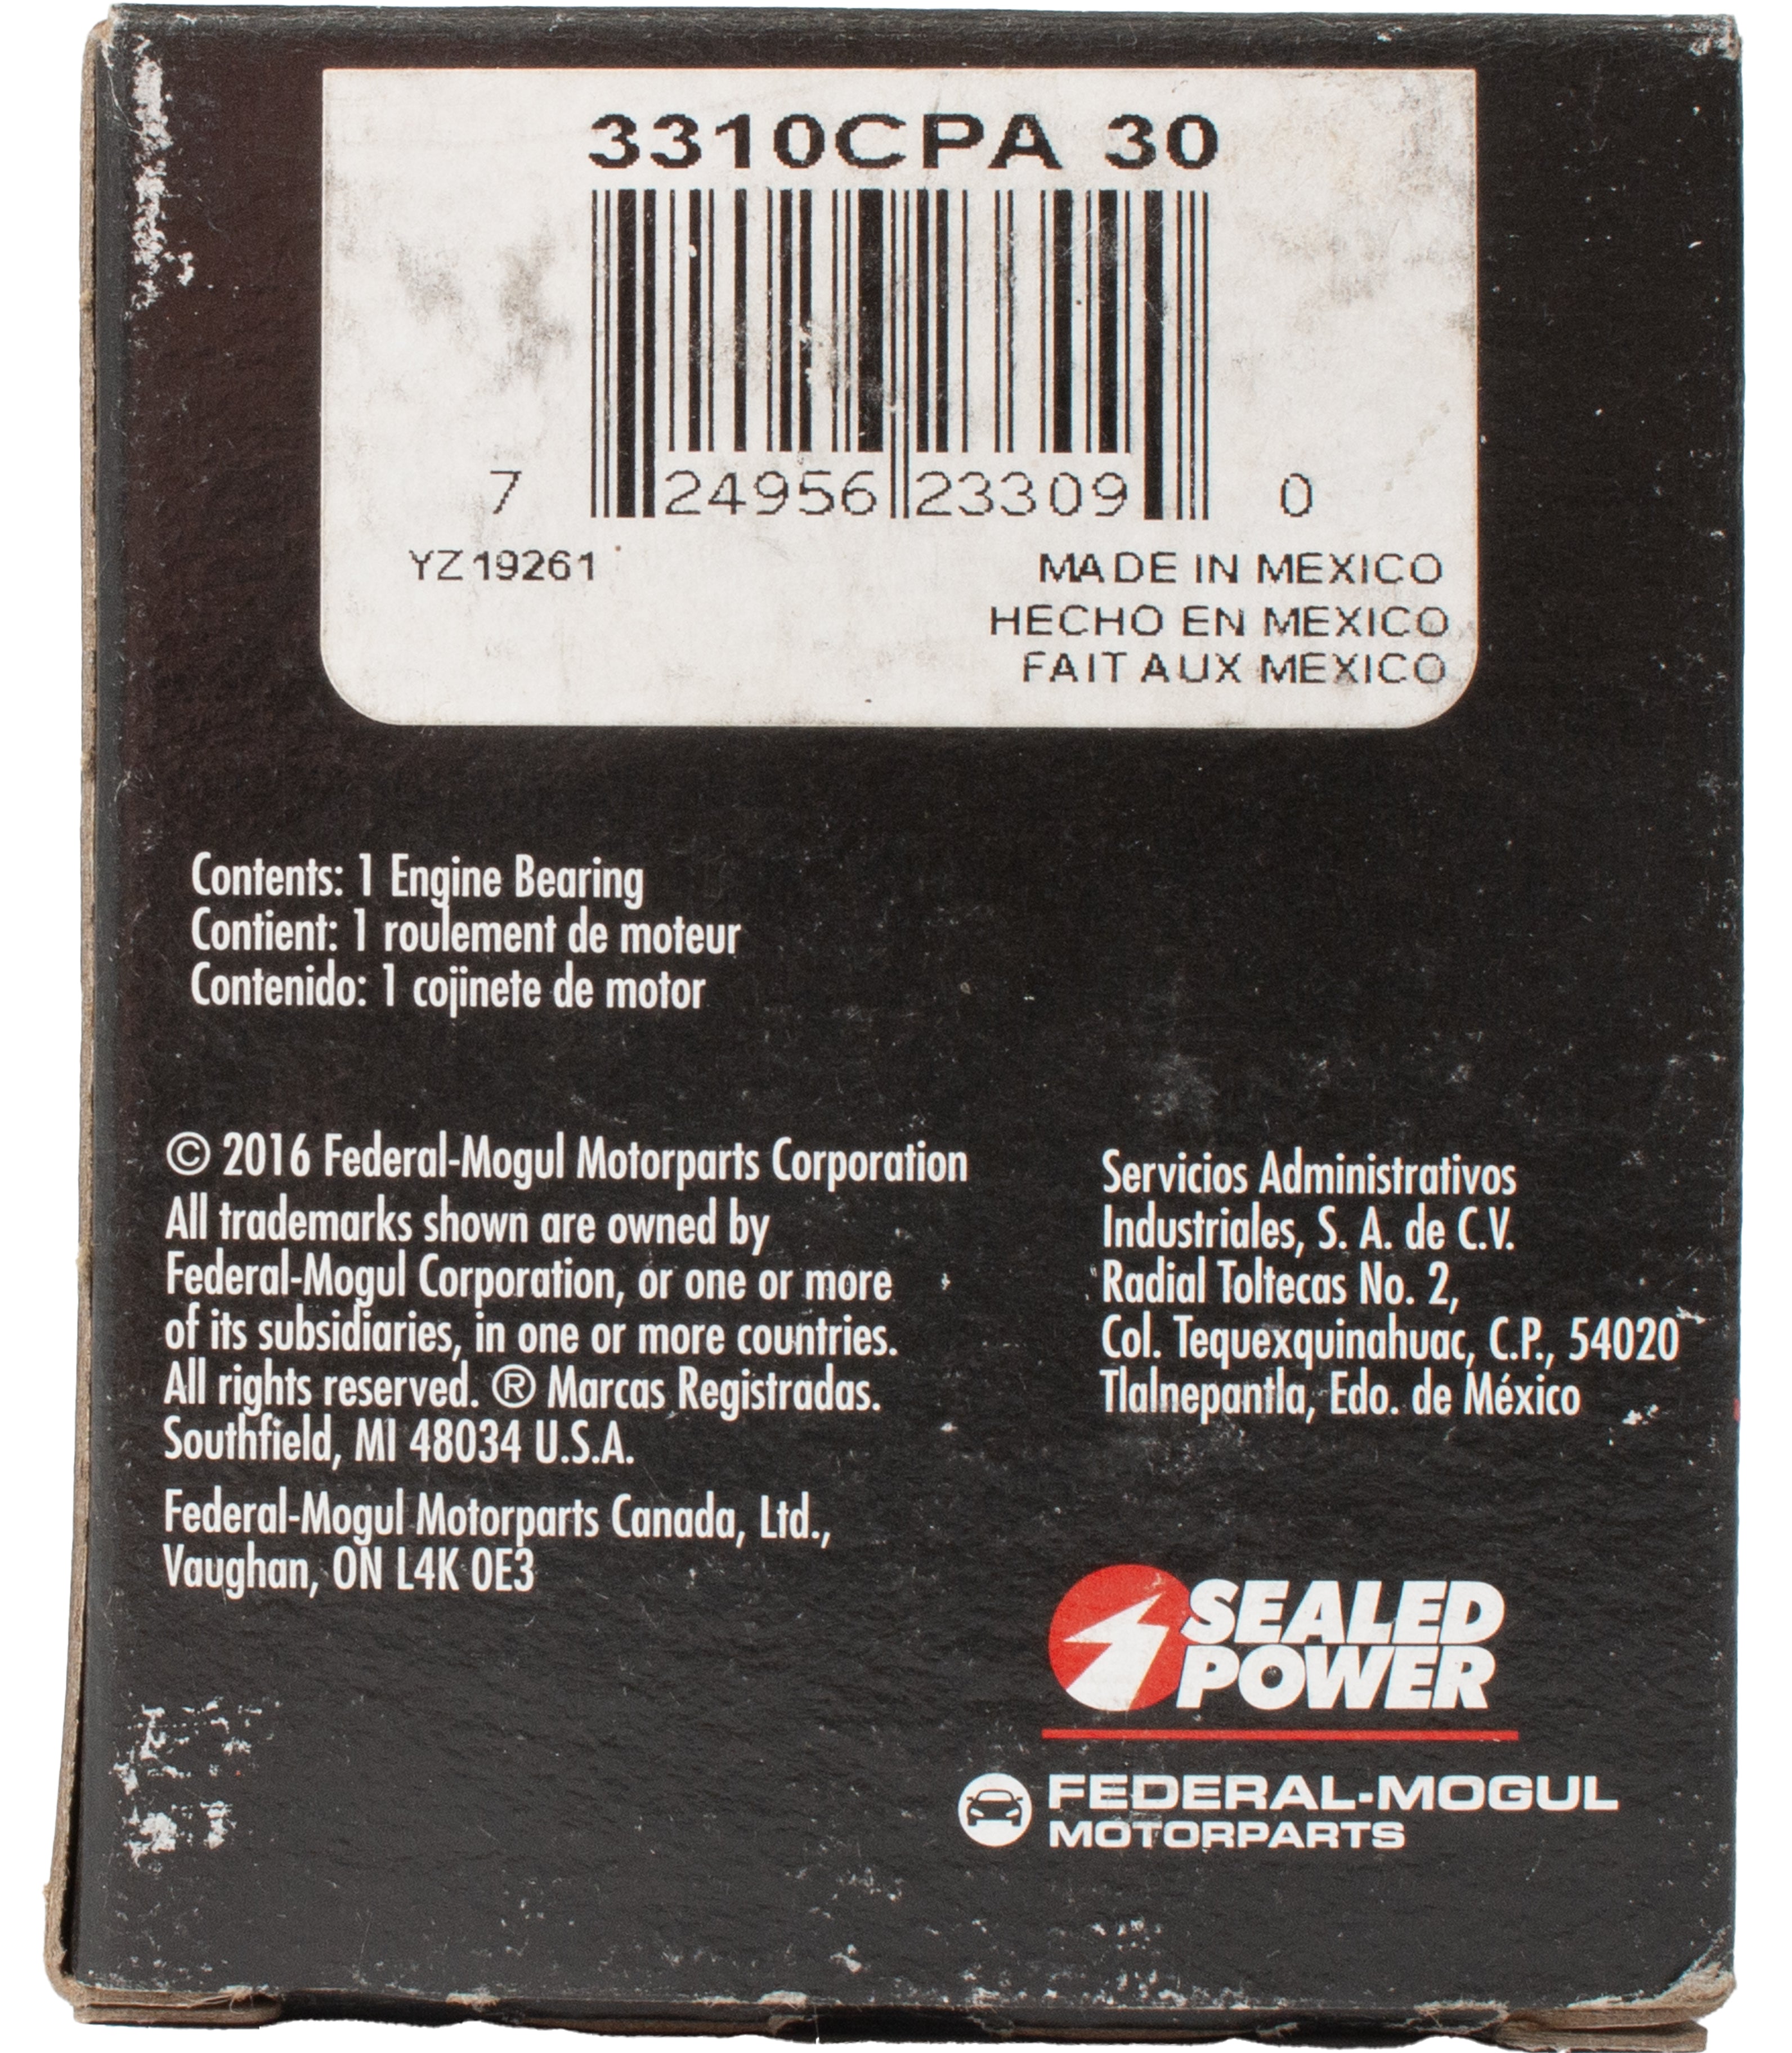 3310CPA 30
7 24956 23309 0
YZ19261
MADE IN MEXICO
HECHO EN MEXICO
FAIT AUX MEXICO
Contents: 1 Engine Bearing
Contient: 1 roulement de moteur
Contenido: 1 cojinete de motor
© 2016 Federal-Mogul Motorparts Corporation
All trademarks shown are owned by
Federal-Mogul Corporation, or one or more
of its subsidiaries, in one or more countries.
All rights reserved. ® Marcas Registradas.
Southfield, MI 48034 U.S.A.
Federal-Mogul Motorparts Canada, Ltd.,
Vaughan, ON L4K 0E3
Servicios Administrativos
Industriales, S. A. de C.V.
Radial Toltecas No. 2,
Col. Tequexquinahuac, C.P., 54020
Tlalnepantla, Edo. de México
SEALED
POWER
FEDERAL-MOGUL
MOTORPARTS